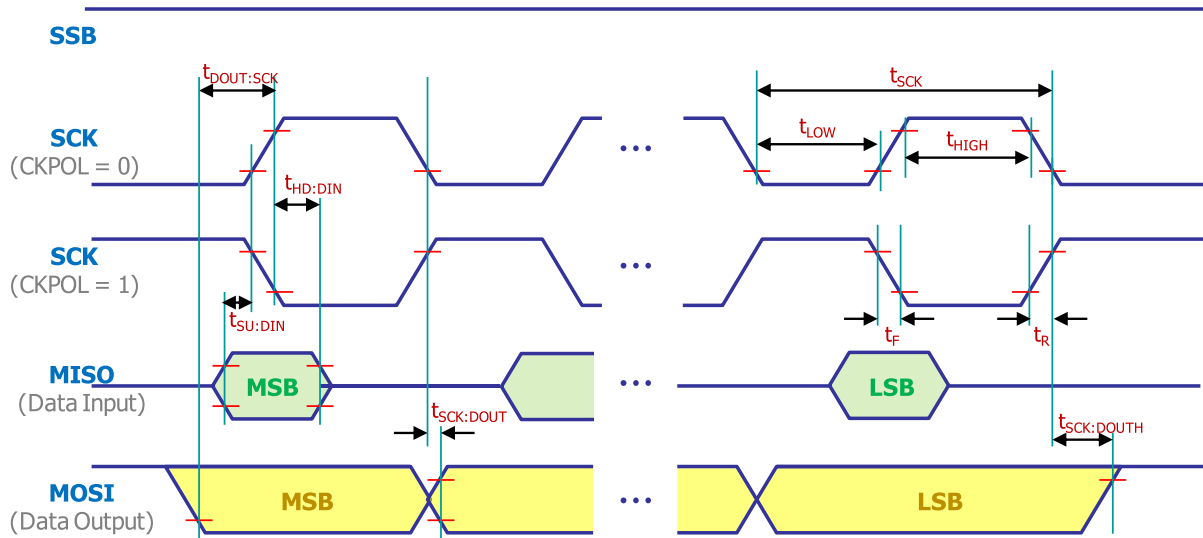 SSB
tDOUT:SCK
tSCK
SCK
(CKPOL = 0)
tLOW
tHIGH
...
tHD:DIN
SCK
(CKPOL = 1)
...
tSU:DIN
tF
tR
MISO
(Data Input)
MSB
...
LSB
tSCK:DOUT
tSCK:DOUTH
MOSI
(Data Output)
MSB
...
LSB